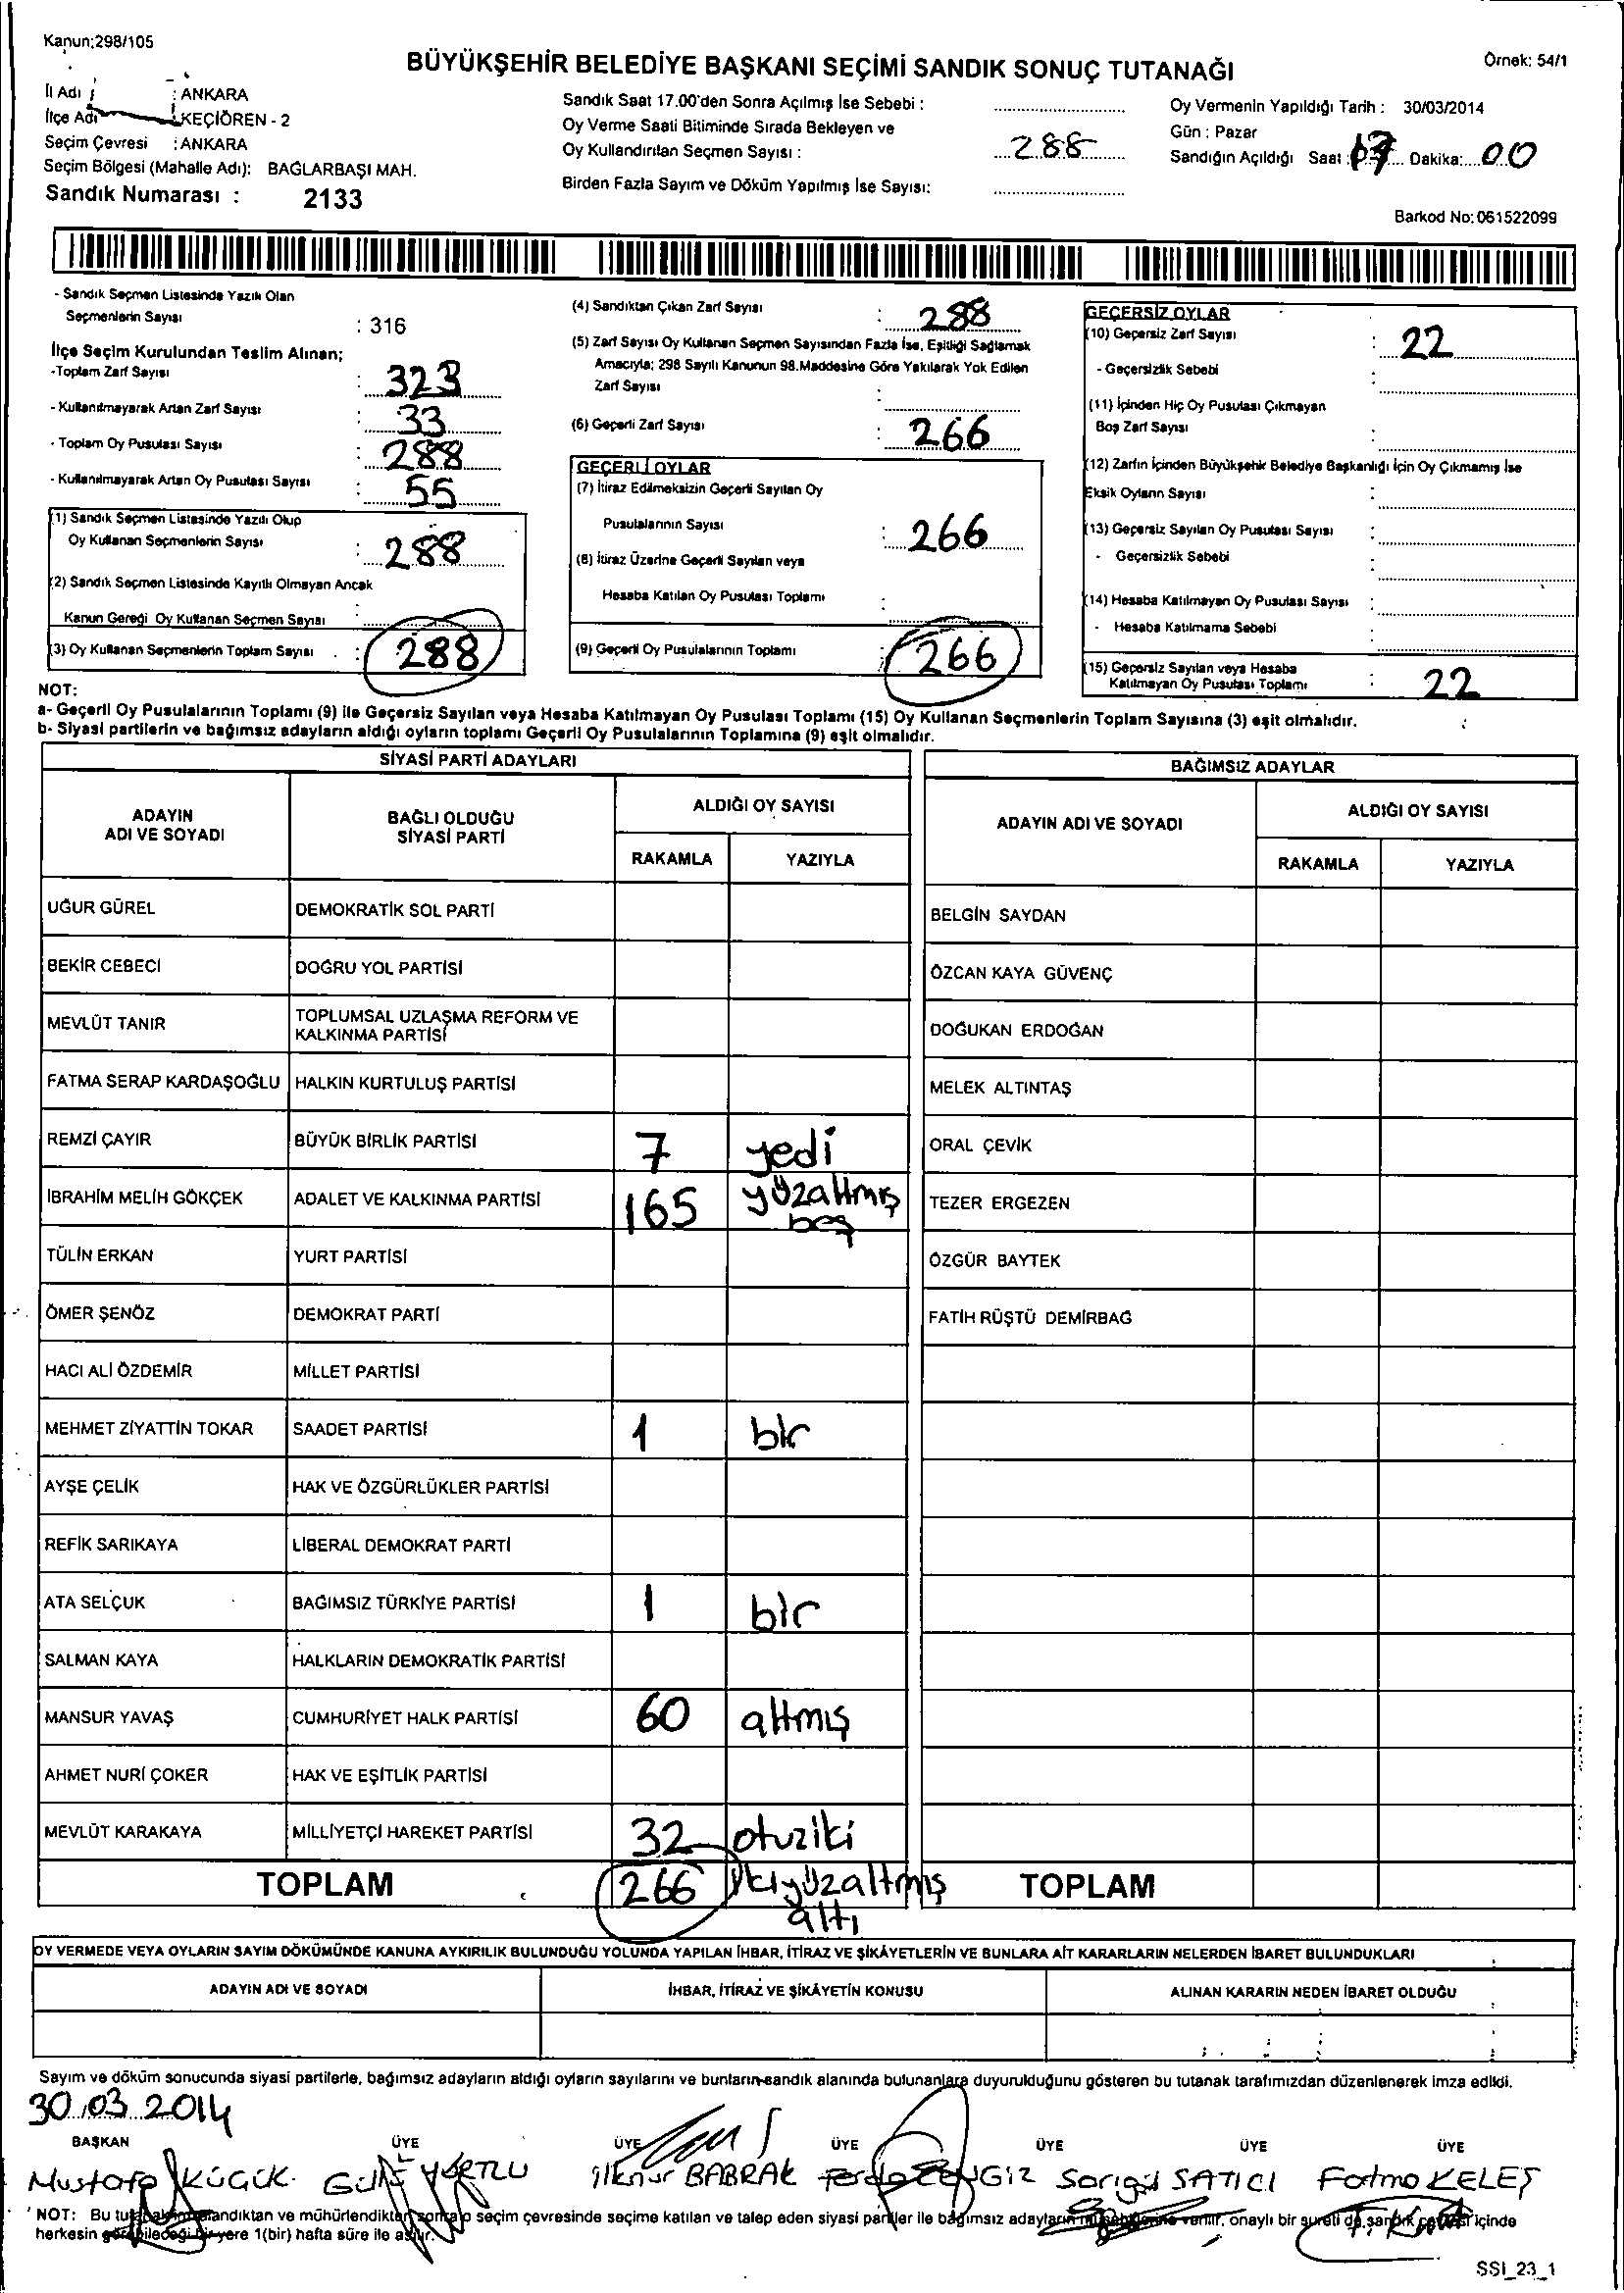 Kanun;298/105
BÜYÜKŞEHİR BELEDİYE BAŞKANI SEÇİMİ SANDIK SONUÇ TUTANAĞI
Örnek: 54/1
İl Adı : ANKARA
İlçe Adı : KEÇİÖREN - 2
Seçim Çevresi : ANKARA
Seçim Bölgesi (Mahalle Adı): BAĞLARBAŞI MAH.
Sandık Numarası : 2133
Sandık Saat 17.00'den Sonra Açılmış İse Sebebi :
Oy Verme Saati Bitiminde Sırada Bekleyen ve
Oy Kullandırılan Seçmen Sayısı : 288
Birden Fazla Sayım ve Döküm Yapılmış İse Sayısı:
Oy Vermenin Yapıldığı Tarih : 30/03/2014
Gün : Pazar
Sandığın Açıldığı Saat : 17 Dakika: 00
Barkod No: 061522099
- Sandık Seçmen Listesinde Yazılı Olan
Seçmenlerin Sayısı : 316
İlçe Seçim Kurulundan Teslim Alınan;
-Toplam Zarf Sayısı : 323
- Kullanılmayarak Artan Zarf Sayısı : 33
- Toplam Oy Pusulası Sayısı : 288
- Kullanılmayarak Artan Oy Pusulası Sayısı : 55
(1) Sandık Seçmen Listesinde Yazılı Olup
Oy Kullanan Seçmenlerin Sayısı : 288
(2) Sandık Seçmen Listesinde Kayıtlı Olmayan Ancak
Kanun Gereği Oy Kullanan Seçmen Sayısı :
(3) Oy Kullanan Seçmenlerin Toplam Sayısı : 288
(4) Sandıktan Çıkan Zarf Sayısı : 288
(5) Zarf Sayısı Oy Kullanan Seçmen Sayısından Fazla İse, Eşitliği Sağlamak
Amacıyla; 298 Sayılı Kanunun 98.Maddesine Göre Yakılarak Yok Edilen
Zarf Sayısı :
(6) Geçerli Zarf Sayısı : 266
GEÇERLİ OYLAR
(7) İtiraz Edilmeksizin Geçerli Sayılan Oy
Pusulalarının Sayısı : 266
(8) İtiraz Üzerine Geçerli Sayılan veya
Hesaba Katılan Oy Pusulası Toplamı :
(9) Geçerli Oy Pusulalarının Toplamı : 266
GEÇERSİZ OYLAR
(10) Geçersiz Zarf Sayısı : 22
- Geçersizlik Sebebi :
(11) İçinden Hiç Oy Pusulası Çıkmayan
Boş Zarf Sayısı :
(12) Zarfın İçinden Büyükşehir Belediye Başkanlığı İçin Oy Çıkmamış İse
Eksik Oyların Sayısı :
(13) Geçersiz Sayılan Oy Pusulası Sayısı :
- Geçersizlik Sebebi :
(14) Hesaba Katılmayan Oy Pusulası Sayısı :
- Hesaba Katılmama Sebebi :
(15) Geçersiz Sayılan veya Hesaba
Katılmayan Oy Pusulası Toplamı : 22
NOT:
a- Geçerli Oy Pusulalarının Toplamı (9) ile Geçersiz Sayılan veya Hesaba Katılmayan Oy Pusulası Toplamı (15) Oy Kullanan Seçmenlerin Toplam Sayısına (3) eşit olmalıdır.
b- Siyasi partilerin ve bağımsız adayların aldığı oyların toplamı Geçerli Oy Pusulalarının Toplamına (9) eşit olmalıdır.
SİYASİ PARTİ ADAYLARI
ADAYIN ADI VE SOYADI
BAĞLI OLDUĞU SİYASİ PARTİ
ALDIĞI OY SAYISI
RAKAMLA YAZIYLA
UĞUR GÜREL DEMOKRATİK SOL PARTİ
BEKİR CEBECİ DOĞRU YOL PARTİSİ
MEVLÜT TANIR TOPLUMSAL UZLAŞMA REFORM VE KALKINMA PARTİSİ
FATMA SERAP KARDAŞOĞLU HALKIN KURTULUŞ PARTİSİ
REMZİ ÇAYIR BÜYÜK BİRLİK PARTİSİ 7 yedi
İBRAHİM MELİH GÖKÇEK ADALET VE KALKINMA PARTİSİ 165 yüzaltmış beş
TÜLİN ERKAN YURT PARTİSİ
ÖMER ŞENÖZ DEMOKRAT PARTİ
HACI ALİ ÖZDEMİR MİLLET PARTİSİ
MEHMET ZİYATTİN TOKAR SAADET PARTİSİ 1 bir
AYŞE ÇELİK HAK VE ÖZGÜRLÜKLER PARTİSİ
REFİK SARIKAYA LİBERAL DEMOKRAT PARTİ
ATA SELÇUK BAĞIMSIZ TÜRKİYE PARTİSİ 1 bir
SALMAN KAYA HALKLARIN DEMOKRATİK PARTİSİ
MANSUR YAVAŞ CUMHURİYET HALK PARTİSİ 60 altmış
AHMET NURİ ÇOKER HAK VE EŞİTLİK PARTİSİ
MEVLÜT KARAKAYA MİLLİYETÇİ HAREKET PARTİSİ 32 otuziki
TOPLAM 266 ikiyüzaltmış altı
BAĞIMSIZ ADAYLAR
ADAYIN ADI VE SOYADI
ALDIĞI OY SAYISI
RAKAMLA YAZIYLA
BELGİN SAYDAN
ÖZCAN KAYA GÜVENÇ
DOĞUKAN ERDOĞAN
MELEK ALTINTAŞ
ORAL ÇEVİK
TEZER ERGEZEN
ÖZGÜR BAYTEK
FATİH RÜŞTÜ DEMİRBAĞ
TOPLAM
OY VERMEDE VEYA OYLARIN SAYIM DÖKÜMÜNDE KANUNA AYKIRILIK BULUNDUĞU YOLUNDA YAPILAN İHBAR, İTİRAZ VE ŞİKÂYETLERİN VE BUNLARA AİT KARARLARIN NELERDEN İBARET BULUNDUKLARI
ADAYIN ADI VE SOYADI İHBAR, İTİRAZ VE ŞİKÂYETİN KONUSU ALINAN KARARIN NEDEN İBARET OLDUĞU
Sayım ve döküm sonucunda siyasi partilerle, bağımsız adayların aldığı oyların sayılarını ve bunların sandık alanında bulunanlara duyurulduğunu gösteren bu tutanak tarafımızdan düzenlenerek imza edildi.
30.03.2014
BAŞKAN ÜYE ÜYE ÜYE ÜYE ÜYE ÜYE
Mustafa KÜÇÜK İlknur BABRAK Sarıgül SATICI Fatma KELEŞ
NOT: Bu seçim çevresinde seçime katılan ve talep eden siyasi partiler ile bağımsız onaylı bir sureti de sandık içinde
herkesin yere 1(bir) hafta süre ile asılır.
SSI_23_1